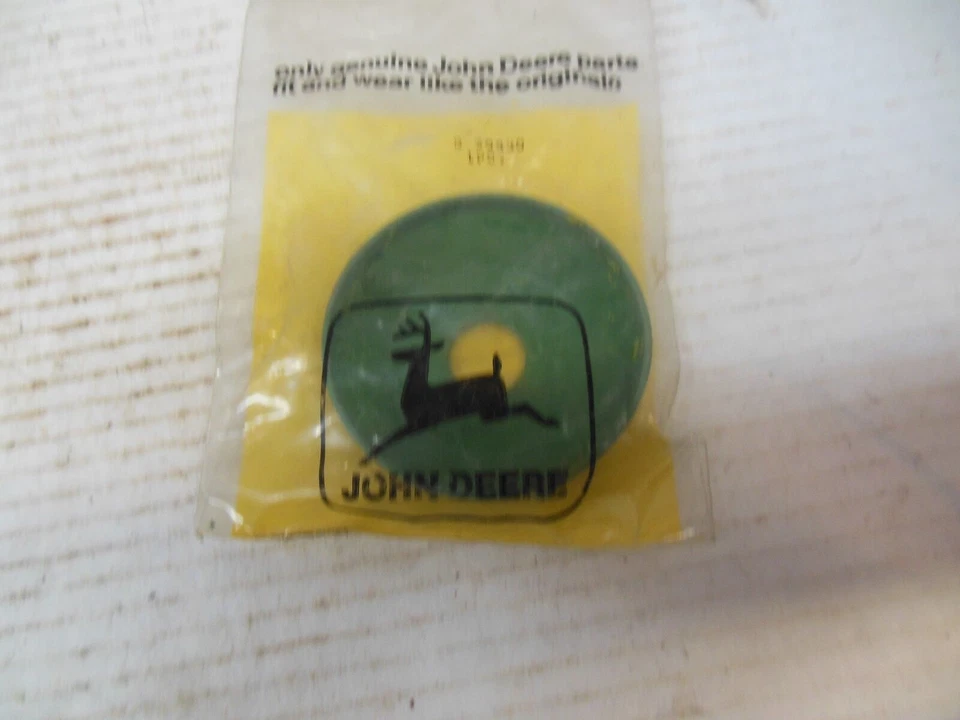 only genuine John Deere parts
fit and wear like the originals
JOHN DEERE